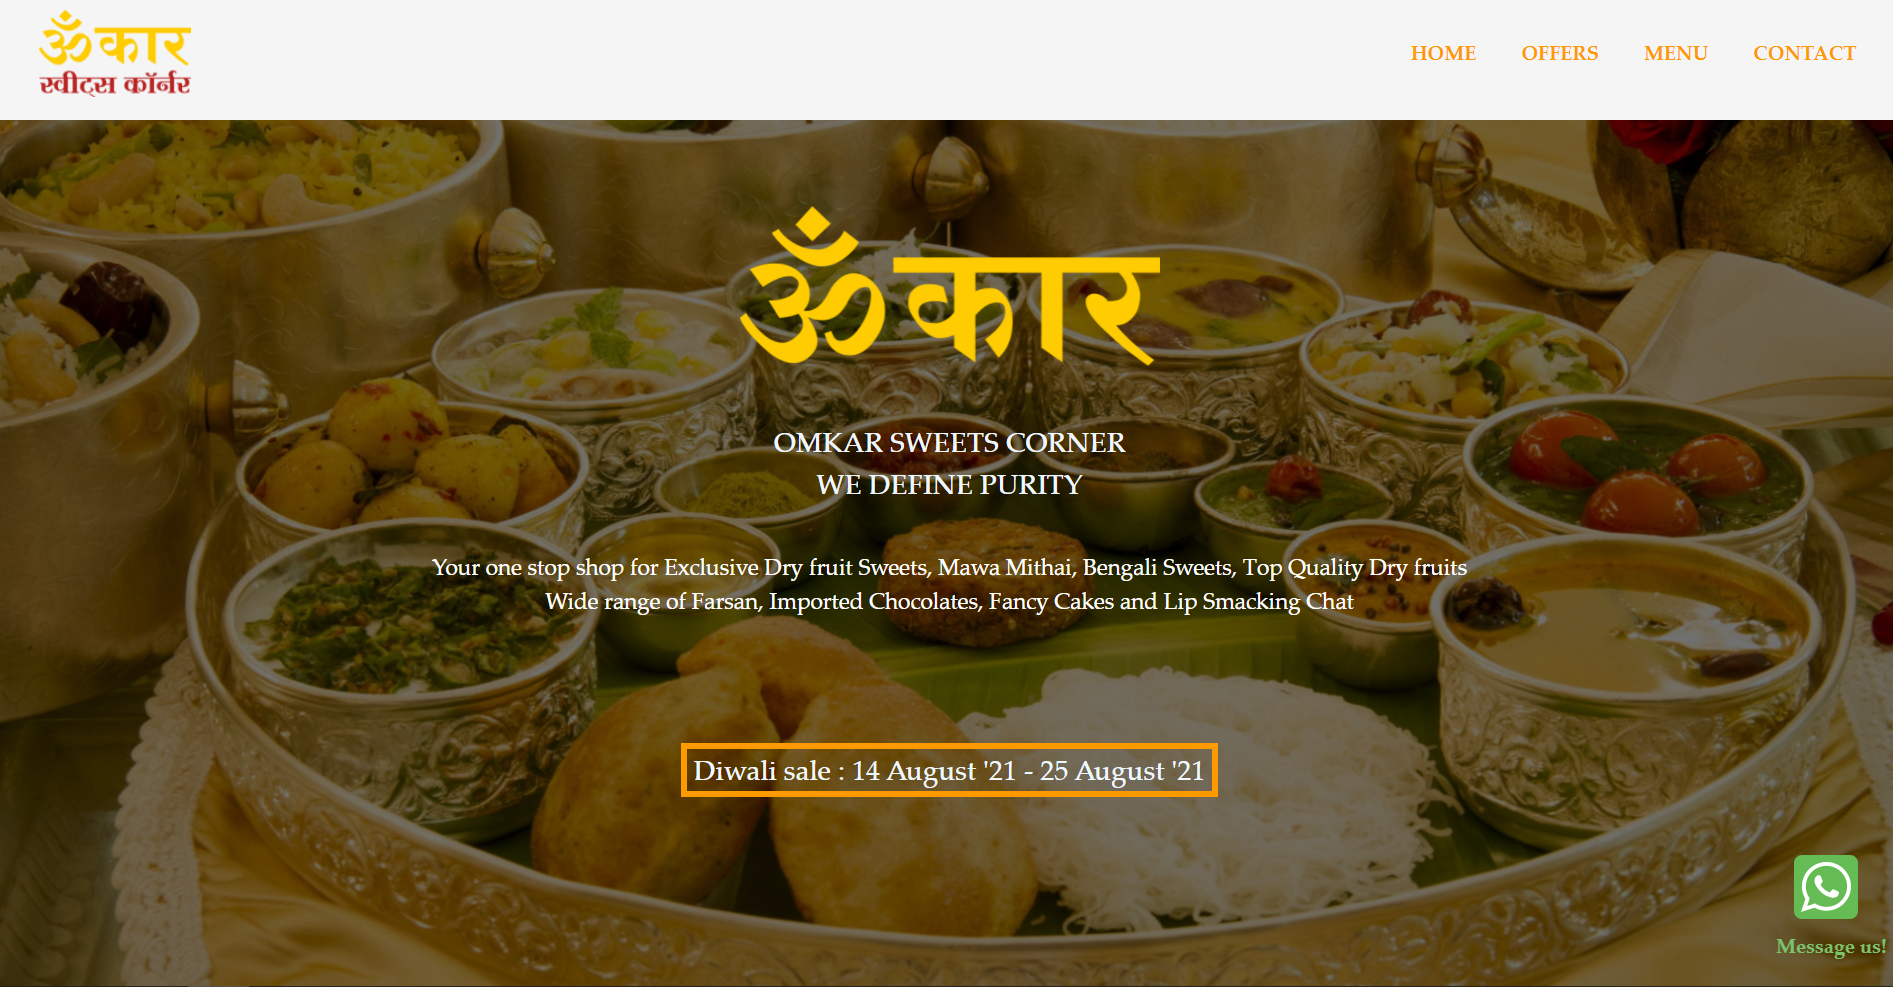 ॐकार
स्वीट्स कॉर्नर
HOME OFFERS MENU CONTACT
ॐकार
OMKAR SWEETS CORNER
WE DEFINE PURITY
Your one stop shop for Exclusive Dry fruit Sweets, Mawa Mithai, Bengali Sweets, Top Quality Dry fruits
Wide range of Farsan, Imported Chocolates, Fancy Cakes and Lip Smacking Chat
Diwali sale : 14 August '21 - 25 August '21
Message us!